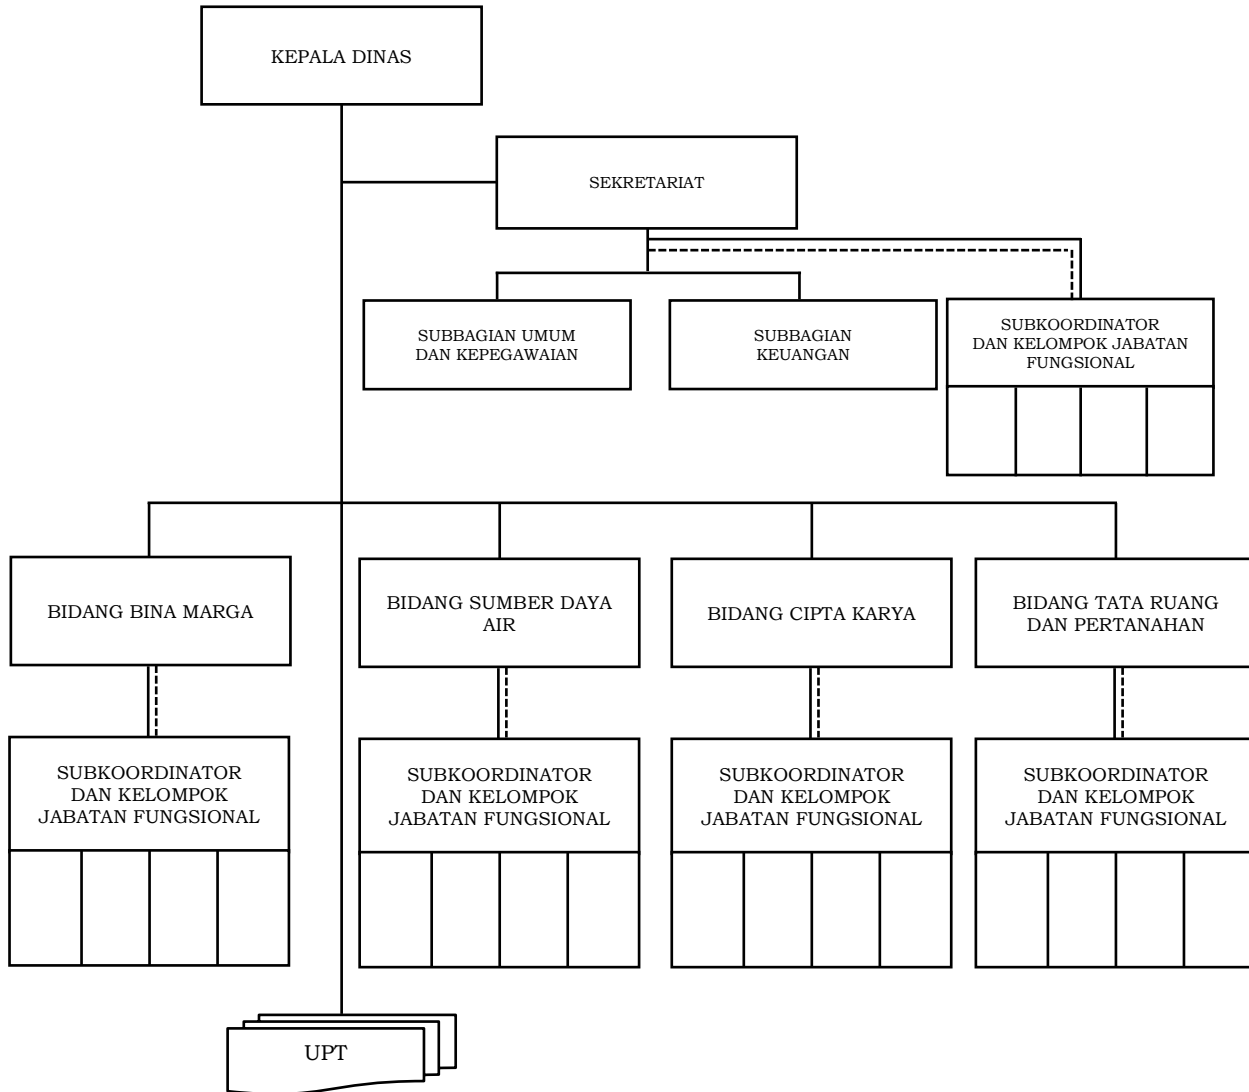 KEPALA DINAS
SEKRETARIAT
SUBBAGIAN UMUM
DAN KEPEGAWAIAN
SUBBAGIAN
KEUANGAN
SUBKOORDINATOR
DAN KELOMPOK JABATAN
FUNGSIONAL
BIDANG BINA MARGA
BIDANG SUMBER DAYA
AIR
BIDANG CIPTA KARYA
BIDANG TATA RUANG
DAN PERTANAHAN
SUBKOORDINATOR
DAN KELOMPOK
JABATAN FUNGSIONAL
SUBKOORDINATOR
DAN KELOMPOK
JABATAN FUNGSIONAL
SUBKOORDINATOR
DAN KELOMPOK
JABATAN FUNGSIONAL
SUBKOORDINATOR
DAN KELOMPOK
JABATAN FUNGSIONAL
UPT